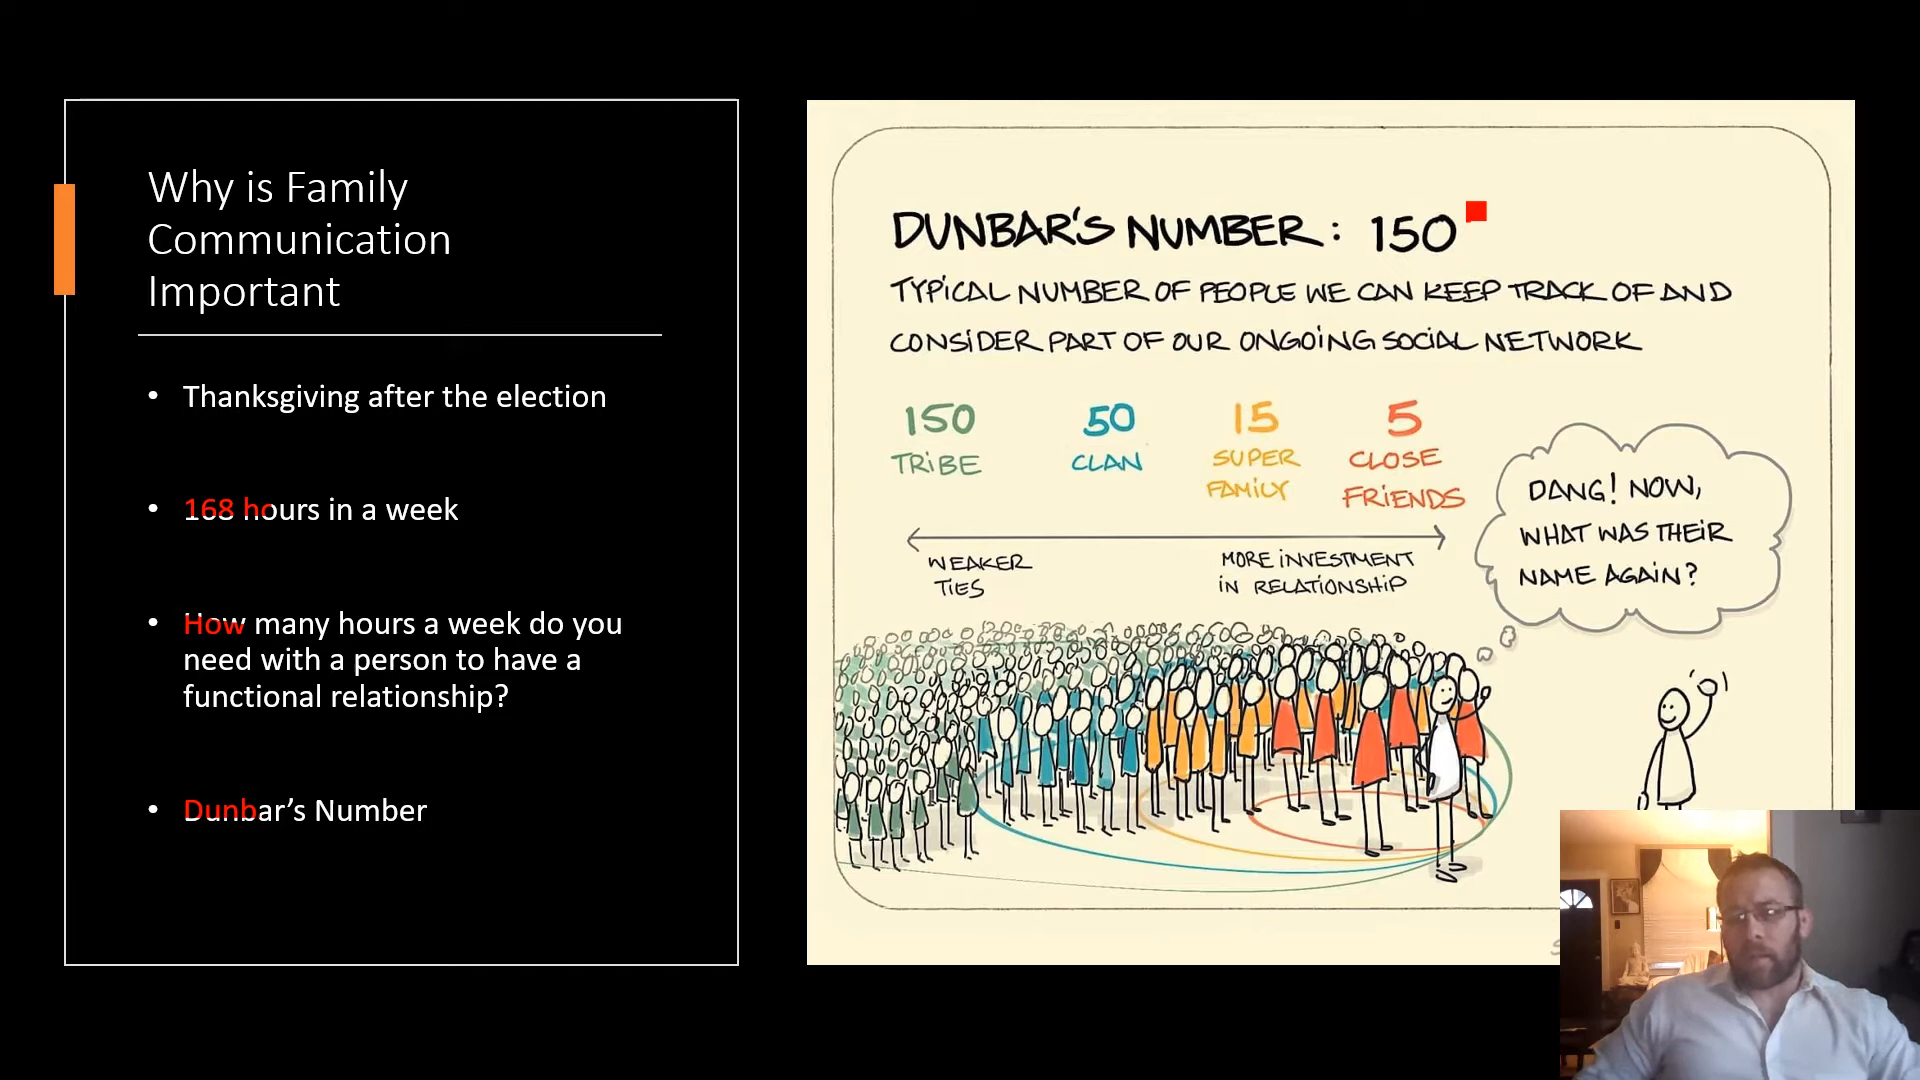 Why is Family
Communication
Important
• Thanksgiving after the election
• 168 hours in a week
• How many hours a week do you
need with a person to have a
functional relationship?
• Dunbar's Number
DUNBAR'S NUMBER: 150
TYPICAL NUMBER OF PEOPLE WE CAN KEEP TRACK OF AND
CONSIDER PART OF OUR ONGOING SOCIAL NETWORK
150 50 15 5
TRIBE CLAN SUPER CLOSE
FAMILY FRIENDS
WEAKER MORE INVESTMENT
TIES IN RELATIONSHIP
DANG! NOW,
WHAT WAS THEIR
NAME AGAIN?